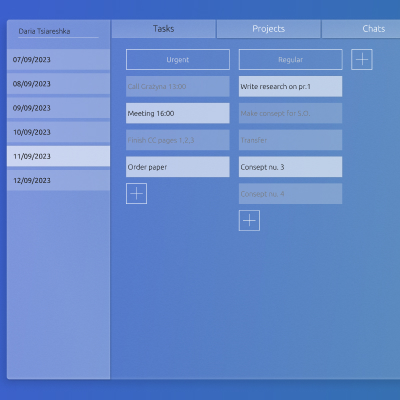 Daria Tsiareshka
Tasks
Projects
Chats
07/09/2023
08/09/2023
09/09/2023
10/09/2023
11/09/2023
12/09/2023
Urgent
Call Grazyna 12:00
Meeting 16:00
Finish CC pages 1,2,3
Order paper
Regular
Write research on pr.1
Make consept for S.O.
Transfer
Consept nu. 3
Consept nu. 4